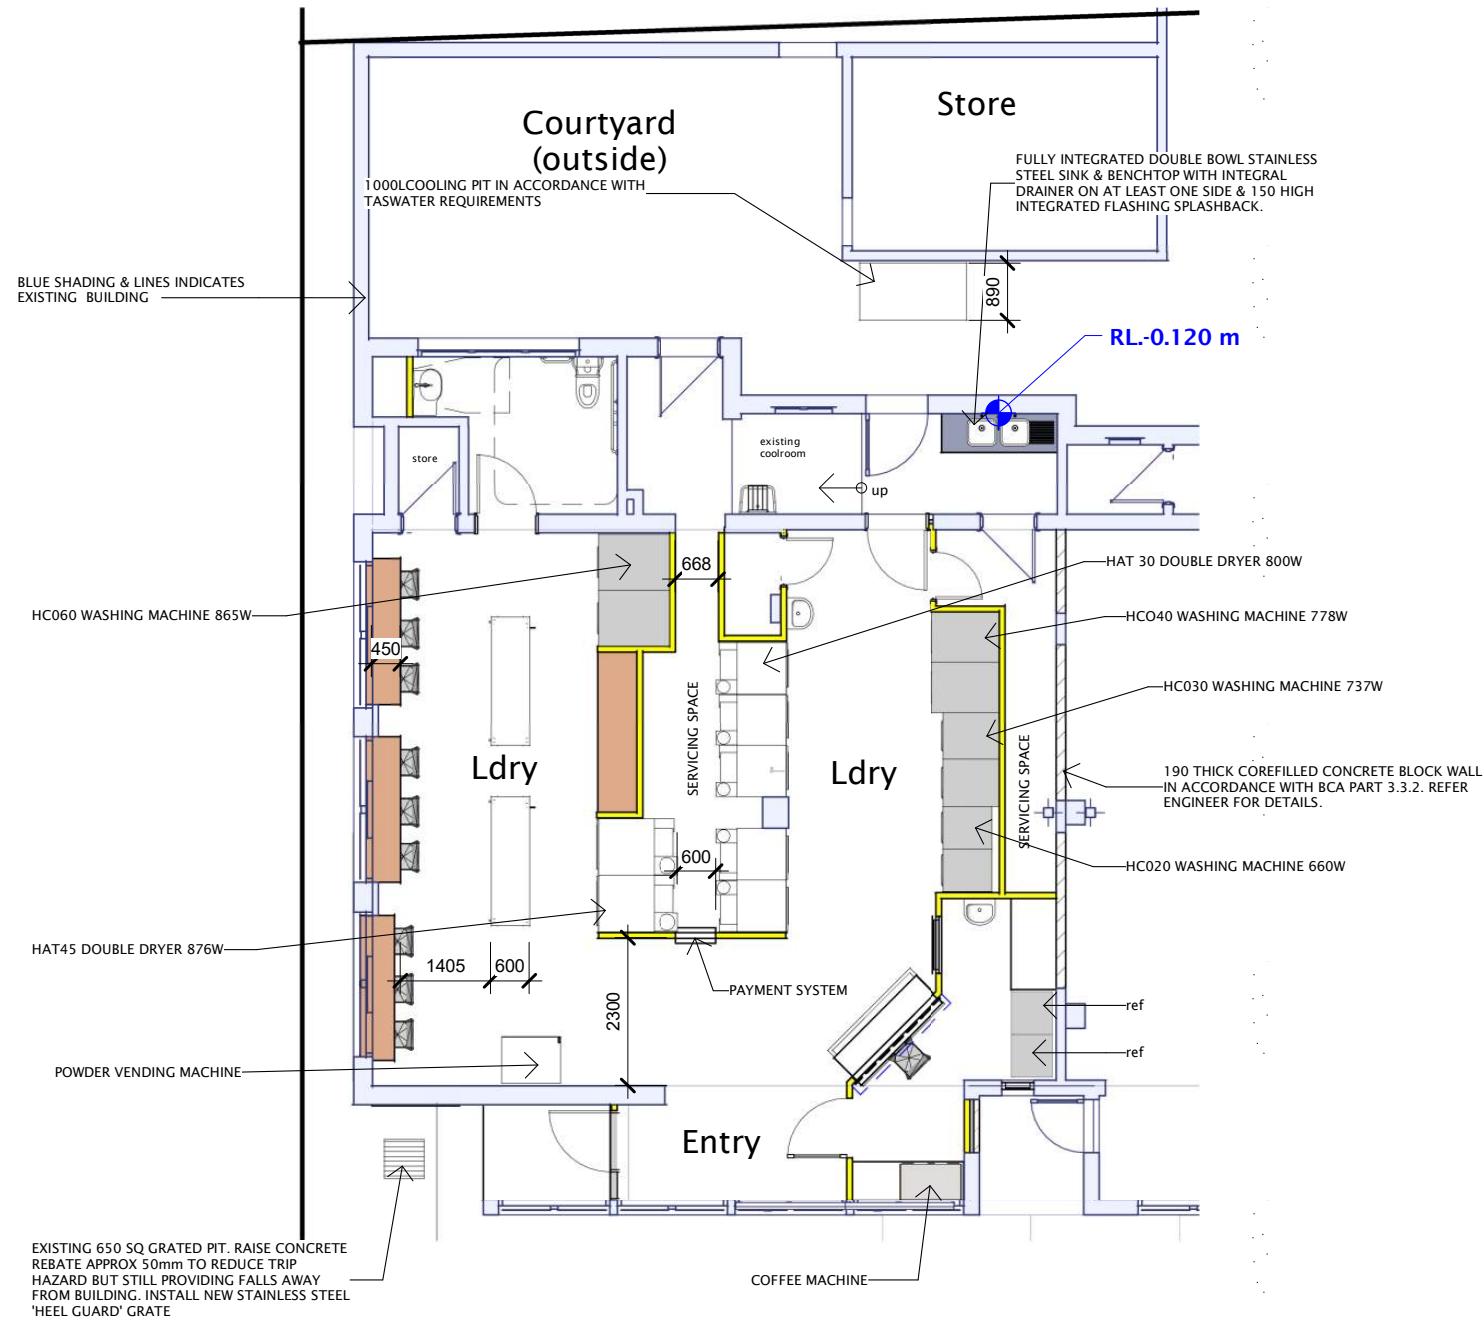 Courtyard
(outside)
Store
1000LCOOLING PIT IN ACCORDANCE WITH
TASWATER REQUIREMENTS
FULLY INTEGRATED DOUBLE BOWL STAINLESS
STEEL SINK & BENCHTOP WITH INTEGRAL
DRAINER ON AT LEAST ONE SIDE & 150 HIGH
INTEGRATED FLASHING SPLASHBACK.
BLUE SHADING & LINES INDICATES
EXISTING BUILDING
890
RL.-0.120 m
store
existing
coolroom
up
668
HAT 30 DOUBLE DRYER 800W
HC060 WASHING MACHINE 865W
HCO40 WASHING MACHINE 778W
450
HC030 WASHING MACHINE 737W
SERVICING SPACE
Ldry
Ldry
SERVICING SPACE
190 THICK COREFILLED CONCRETE BLOCK WALL
IN ACCORDANCE WITH BCA PART 3.3.2. REFER
ENGINEER FOR DETAILS.
600
HC020 WASHING MACHINE 660W
HAT45 DOUBLE DRYER 876W
1405
600
PAYMENT SYSTEM
2300
ref
ref
POWDER VENDING MACHINE
Entry
EXISTING 650 SQ GRATED PIT. RAISE CONCRETE
REBATE APPROX 50mm TO REDUCE TRIP
HAZARD BUT STILL PROVIDING FALLS AWAY
FROM BUILDING. INSTALL NEW STAINLESS STEEL
'HEEL GUARD' GRATE
COFFEE MACHINE